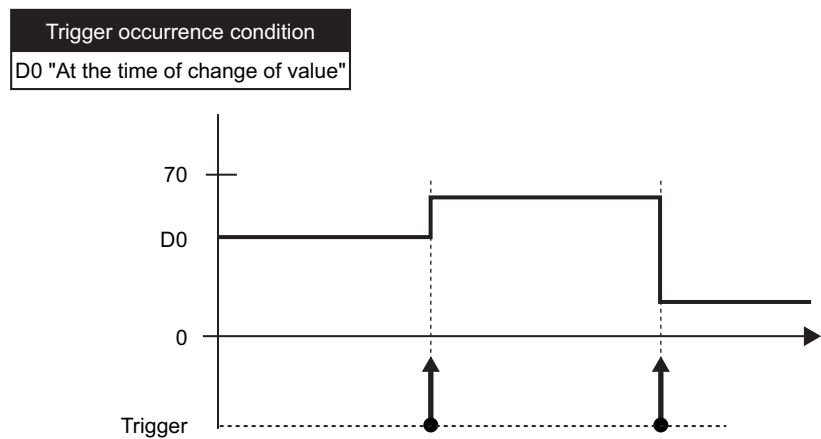 Trigger occurrence condition
D0 "At the time of change of value"
70
D0
0
Trigger